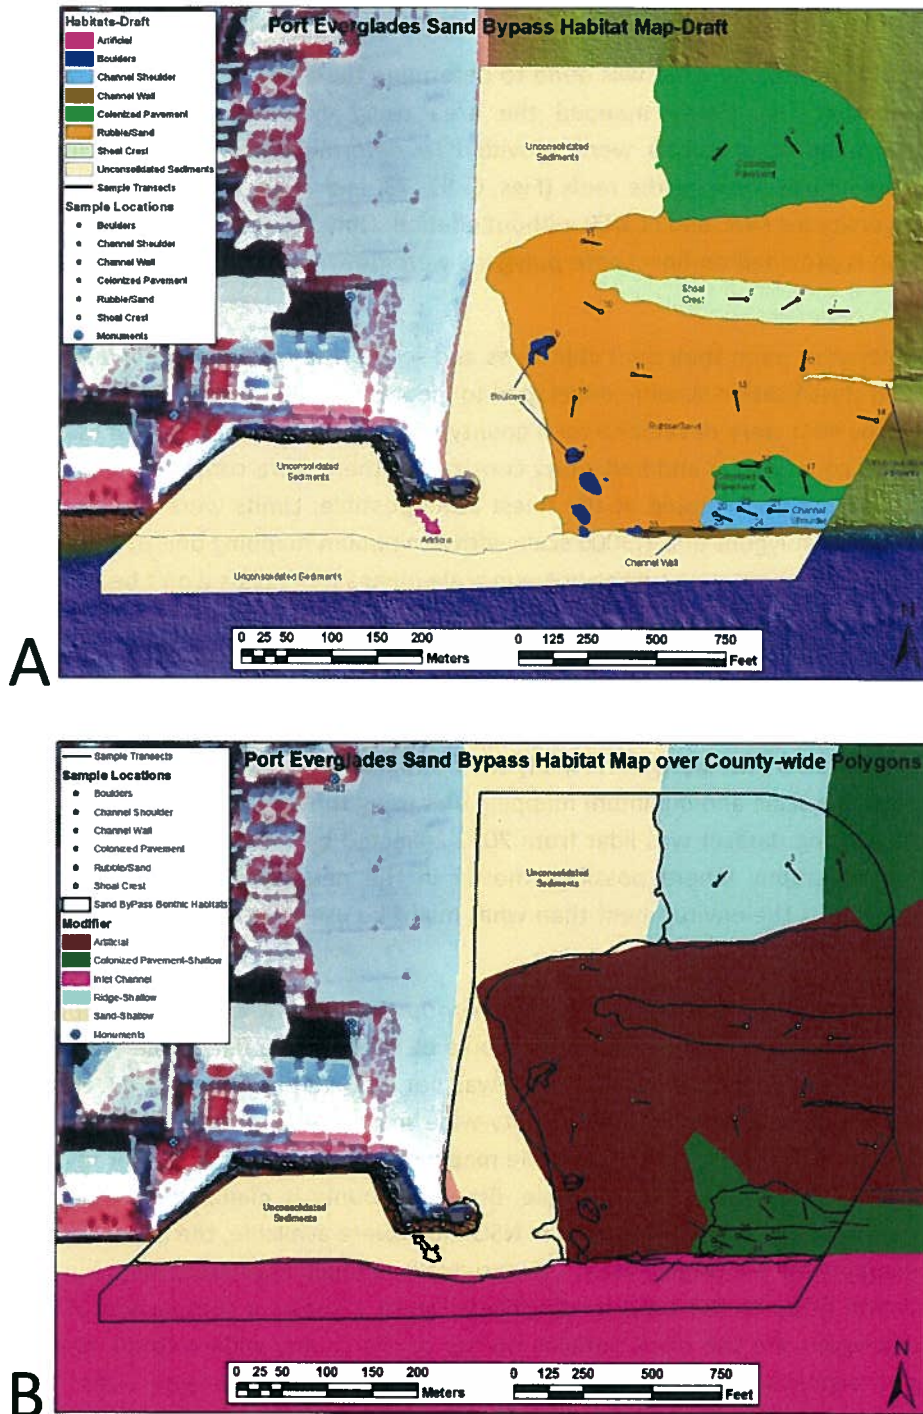 Port Everglades Sand Bypass Habitat Map-Draft
Habitats-Draft
Artificial
Boulders
Channel Shoulder
Channel Wall
Colonized Pavement
Rubble/Sand
Shoal Crest
Unconsolidated Sediments
Sample Transects
Sample Locations
Boulders
Channel Shoulder
Channel Wall
Colonized Pavement
Rubble/Sand
Shoal Crest
Monuments
Unconsolidated
Sediments
Colonized
Pavement
Shoal
Crest
Boulders
Rubble/Sand
Colonized
Pavement
Channel
Shoulder
Channel Wall
Unconsolidated
Sediments
Artificial
Unconsolidated Sediments
0 25 50 100 150 200
Meters
0 125 250 500 750
Feet
N
A
Port Everglades Sand Bypass Habitat Map over County-wide Polygons
Sample Transects
Sample Locations
Boulders
Channel Shoulder
Channel Wall
Colonized Pavement
Rubble/Sand
Shoal Crest
Sand ByPass Benthic Habitats
Modifier
Artificial
Colonized Pavement-Shallow
Inlet Channel
Ridge-Shallow
Sand-Shallow
Monuments
Unconsolidated
Sediments
Unconsolidated
Sediments
0 25 50 100 150 200
Meters
0 125 250 500 750
Feet
N
B